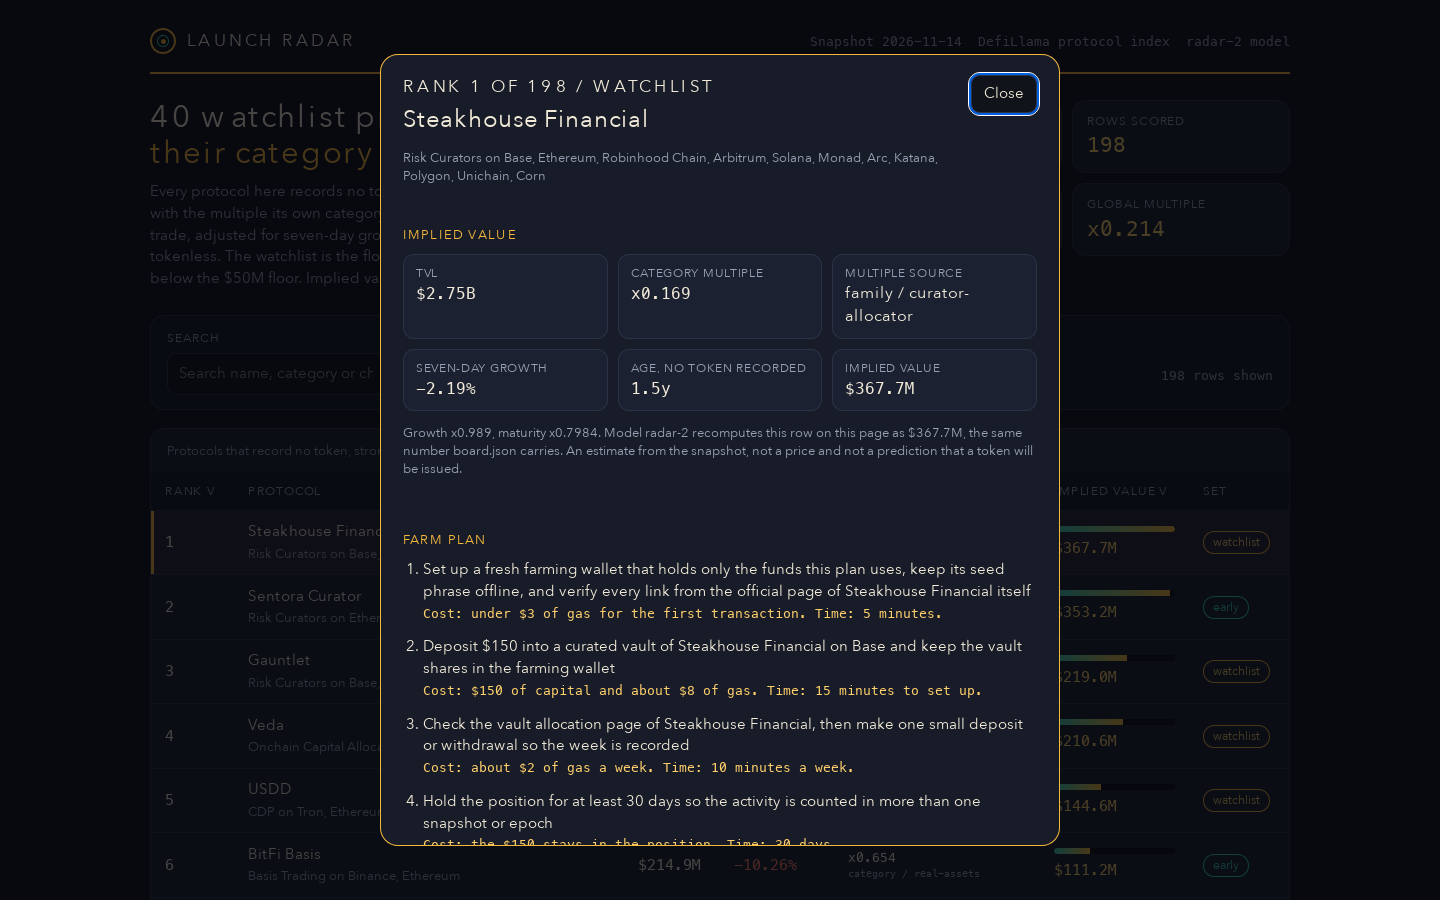 LAUNCH RADAR
Snapshot 2026-11-14 DefiLlama protocol index radar-2 model
40 watchlist p
their category
Every protocol here records no to
with the multiple its own category
trade, adjusted for seven-day gro
tokenless. The watchlist is the flo
below the $50M floor. Implied va
ROWS SCORED
198
GLOBAL MULTIPLE
x0.214
SEARCH
Search name, category or ch
198 rows shown
Protocols that record no token, stron
RANK V PROTOCOL IMPLIED VALUE V SET
1 Steakhouse Financ
Risk Curators on Base,
$367.7M watchlist
2 Sentora Curator
Risk Curators on Ether
$353.2M early
3 Gauntlet
Risk Curators on Base,
$219.0M watchlist
4 Veda
Onchain Capital Alloca
$210.6M watchlist
5 USDD
CDP on Tron, Ethereum
$144.6M watchlist
6 BitFi Basis
Basis Trading on Binance, Ethereum
$214.9M −10.26% x0.654
category / real-assets
$111.2M early
RANK 1 OF 198 / WATCHLIST
Close
Steakhouse Financial
Risk Curators on Base, Ethereum, Robinhood Chain, Arbitrum, Solana, Monad, Arc, Katana,
Polygon, Unichain, Corn
IMPLIED VALUE
TVL
$2.75B
CATEGORY MULTIPLE
x0.169
MULTIPLE SOURCE
family / curator-
allocator
SEVEN-DAY GROWTH
−2.19%
AGE, NO TOKEN RECORDED
1.5y
IMPLIED VALUE
$367.7M
Growth x0.989, maturity x0.7984. Model radar-2 recomputes this row on this page as $367.7M, the same
number board.json carries. An estimate from the snapshot, not a price and not a prediction that a token will
be issued.
FARM PLAN
1. Set up a fresh farming wallet that holds only the funds this plan uses, keep its seed
phrase offline, and verify every link from the official page of Steakhouse Financial itself
Cost: under $3 of gas for the first transaction. Time: 5 minutes.
2. Deposit $150 into a curated vault of Steakhouse Financial on Base and keep the vault
shares in the farming wallet
Cost: $150 of capital and about $8 of gas. Time: 15 minutes to set up.
3. Check the vault allocation page of Steakhouse Financial, then make one small deposit
or withdrawal so the week is recorded
Cost: about $2 of gas a week. Time: 10 minutes a week.
4. Hold the position for at least 30 days so the activity is counted in more than one
snapshot or epoch
Cost: the $150 stays in the position. Time: 30 days.